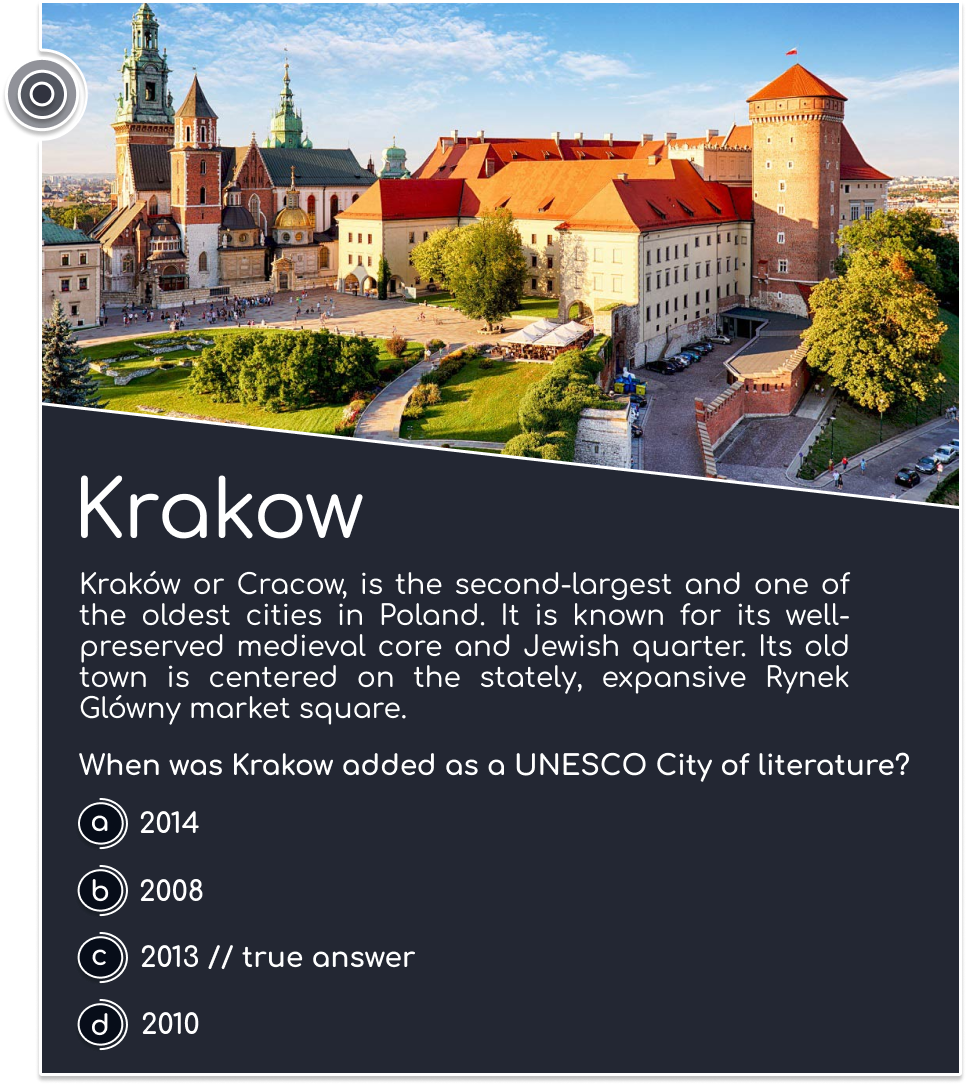 Krakow
Kraków or Cracow, is the second-largest and one of
the oldest cities in Poland. It is known for its well-
preserved medieval core and Jewish quarter. Its old
town is centered on the stately, expansive Rynek
Glówny market square.
When was Krakow added as a UNESCO City of literature?
a 2014
b 2008
c 2013 // true answer
d 2010